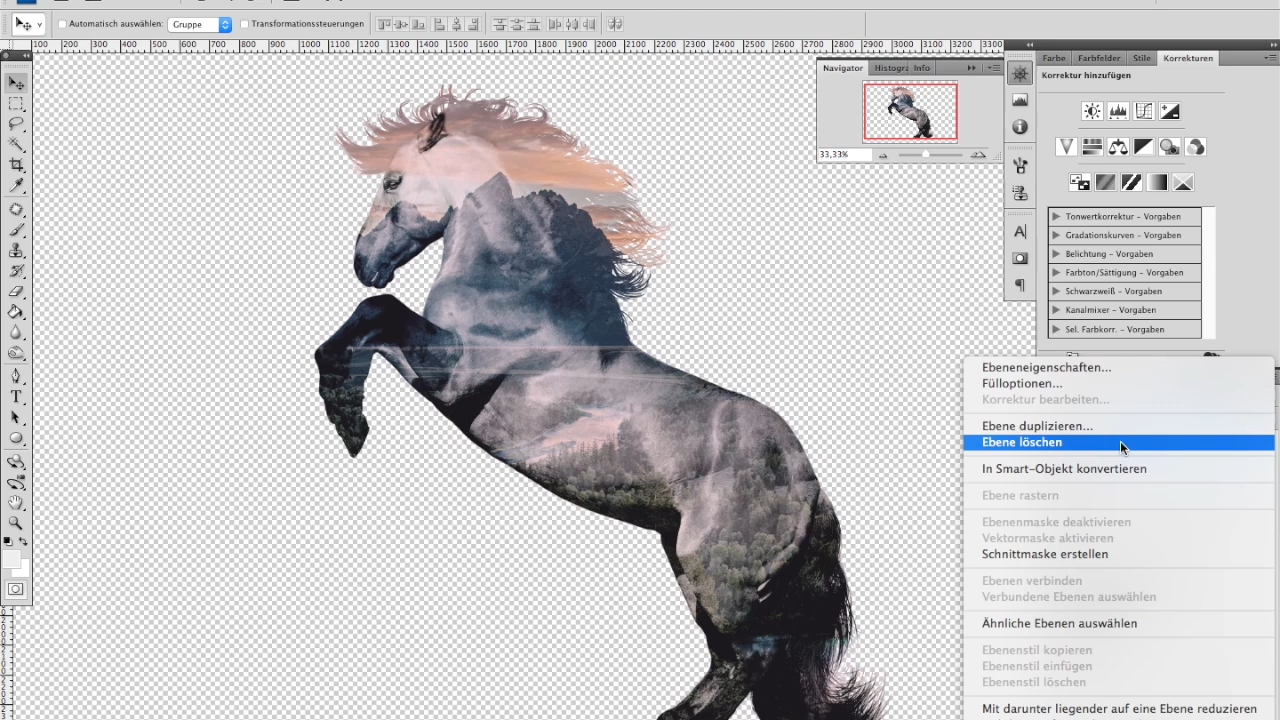 Automatisch auswählen: Gruppe Transformationssteuerungen
100 200 300 400 500 600 700 800 900 1000 1100 1200 1300 1400 1500 1600 1700 1800 1900 2000 2100 2200 2300 2400 2500 2600 2700 2800 2900 3000 3100 3200 3300
Navigator Histogra Info
33,33%
Farbe Farbfelder Stile Korrekturen
Korrektur hinzufügen
Tonwertkorrektur - Vorgaben
Gradationskurven - Vorgaben
Belichtung - Vorgaben
Farbton/Sättigung - Vorgaben
Schwarzweiß - Vorgaben
Kanalmixer - Vorgaben
Sel. Farbkorr. - Vorgaben
Ebeneneigenschaften...
Fülloptionen...
Korrektur bearbeiten...
Ebene duplizieren...
Ebene löschen
In Smart-Objekt konvertieren
Ebene rastern
Ebenenmaske deaktivieren
Vektormaske aktivieren
Schnittmaske erstellen
Ebenen verbinden
Verbundene Ebenen auswählen
Ähnliche Ebenen auswählen
Ebenenstil kopieren
Ebenenstil einfügen
Ebenenstil löschen
Mit darunter liegender auf eine Ebene reduzieren